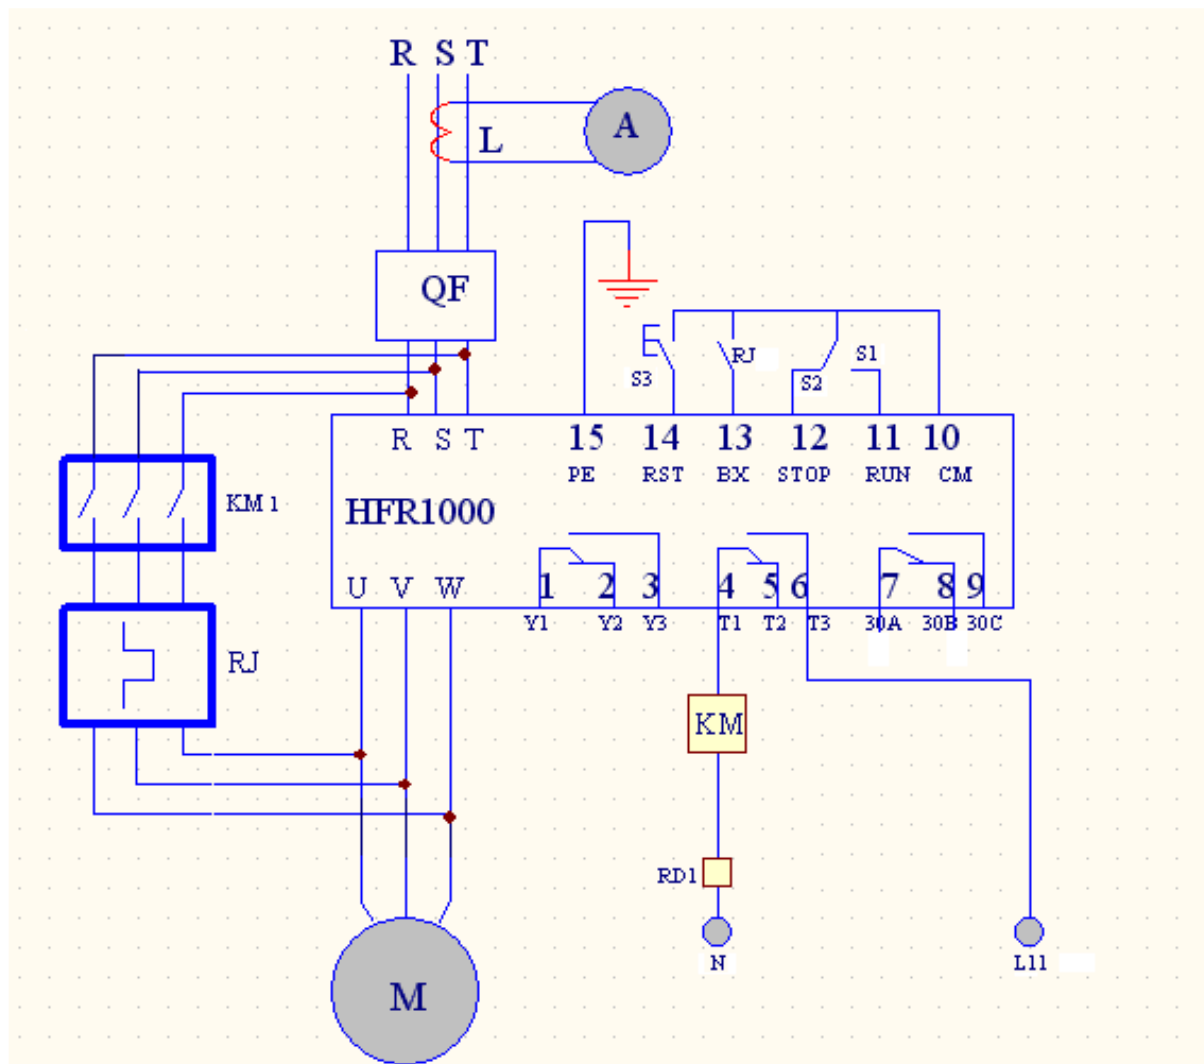 R S T
L
A
QF
S3
RJ
S2
S1
R S T
15 14 13 12 11 10
PE RST BX STOP RUN CM
KM 1
HFR1000
U V W
1 2 3 4 5 6 7 8 9
Y1 Y2 Y3 T1 T2 T3 30A 30B 30C
RJ
KM
RD1
N
L11
M